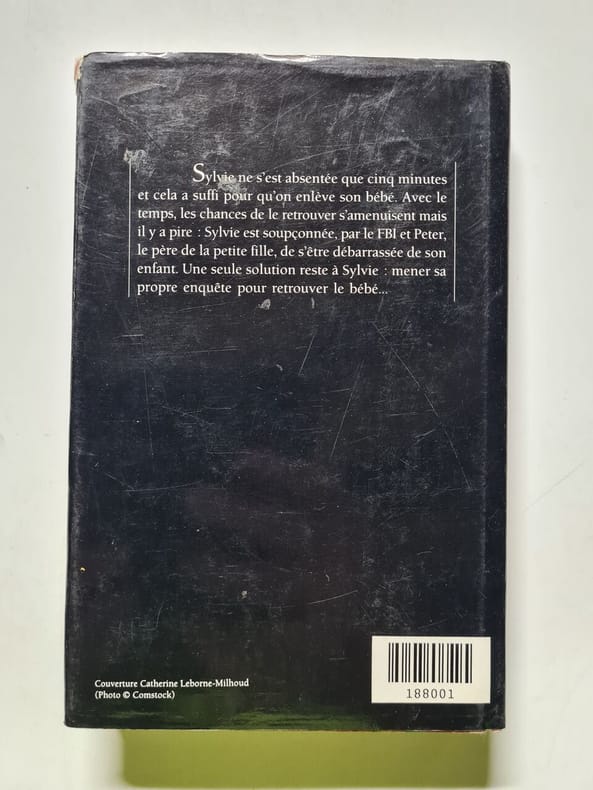 Sylvie ne s'est absentée que cinq minutes
et cela a suffi pour qu'on enlève son bébé. Avec le
temps, les chances de le retrouver s'amenuisent mais
il y a pire : Sylvie est soupçonnée, par le FBI et Peter,
le père de la petite fille, de s'être débarrassée de son
enfant. Une seule solution reste à Sylvie : mener sa
propre enquête pour retrouver le bébé...
Couverture Catherine Leborne-Milhoud
(Photo © Comstock)
188001